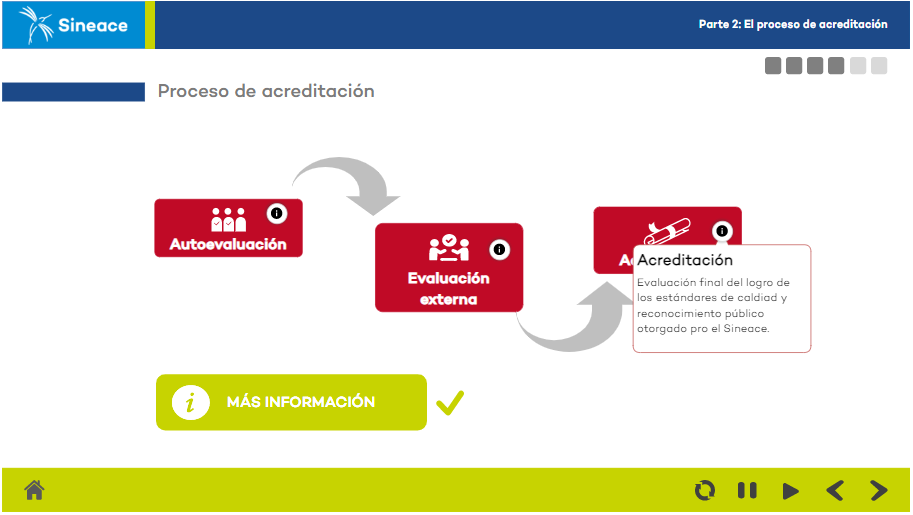 Sineace
Parte 2: El proceso de acreditación
Proceso de acreditación
Autoevaluación
Evaluación
externa
Acreditación
Evaluación final del logro de
los estándares de caldiad y
reconocimiento público
otorgado pro el Sineace.
MÁS INFORMACIÓN